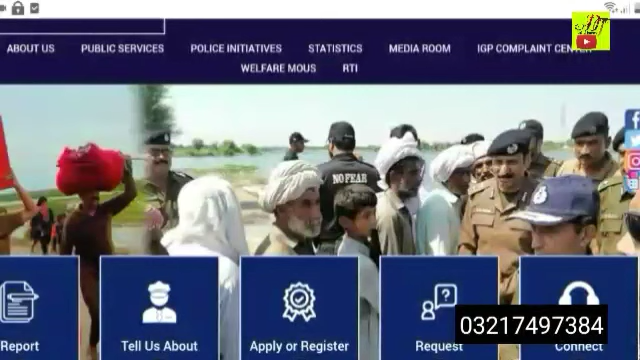 ABOUT US PUBLIC SERVICES POLICE INITIATIVES STATISTICS MEDIA ROOM IGP COMPLAINT CENTER
WELFARE MOUS RTI
NO FEAR
Report Tell Us About Apply or Register Request Connect
03217497384